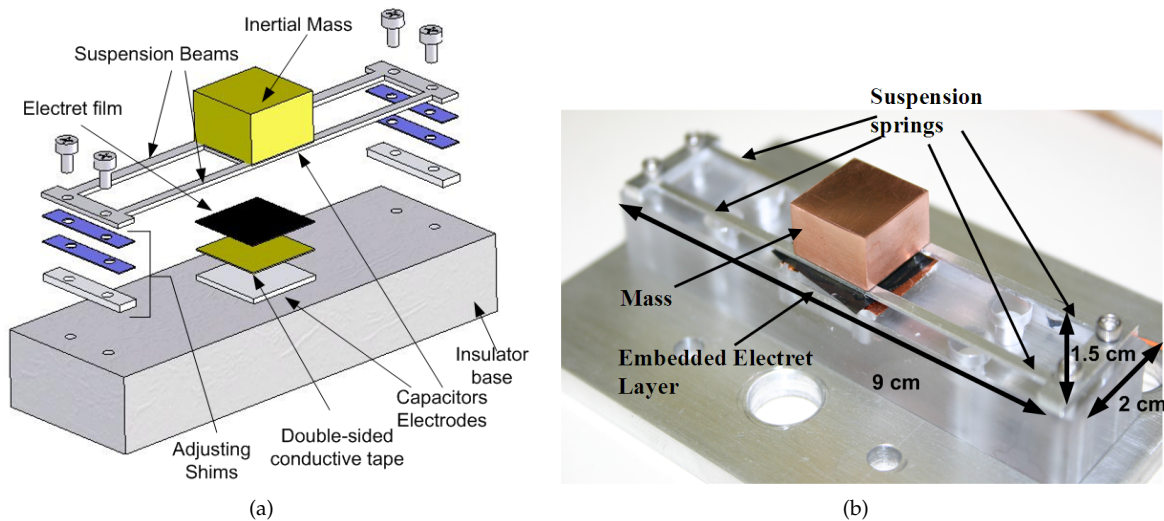 Inertial Mass
Suspension Beams
Electret film
Insulator
base
Capacitors
Electrodes
Double-sided
conductive tape
Adjusting
Shims
(a)
Suspension
springs
Mass
Embedded Electret
Layer
9 cm
1.5 cm
2 cm
(b)